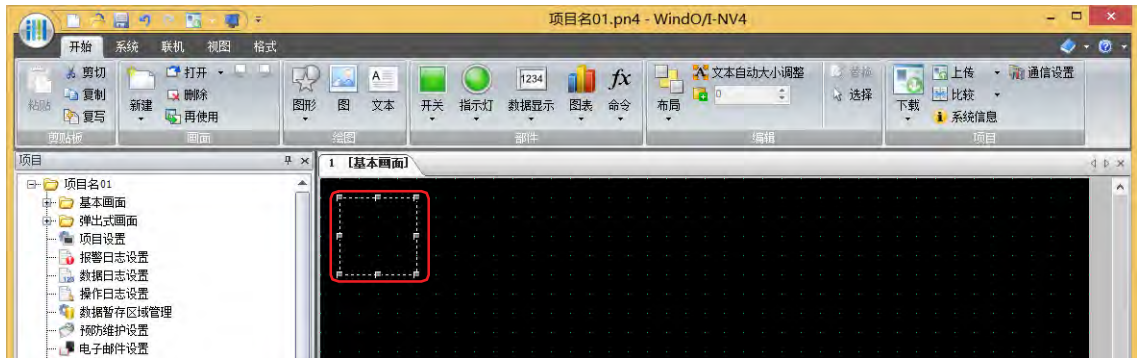 项目名01.pn4 - WindO/I-NV4
开始 系统 联机 视图 格式
粘贴 剪切 复制 复写
新建 打开 删除 再使用
图形 图 文本
开关 指示灯 1234 数据显示 图表 fx 命令
布局 文本自动大小调整 0 替换 选择
下载 上传 比较 系统信息 通信设置
剪贴板 画面 绘图 部件 编辑 项目
项目
1 [基本画面]
项目名01
基本画面
弹出式画面
项目设置
报警日志设置
数据日志设置
操作日志设置
数据暂存区域管理
预防维护设置
电子邮件设置